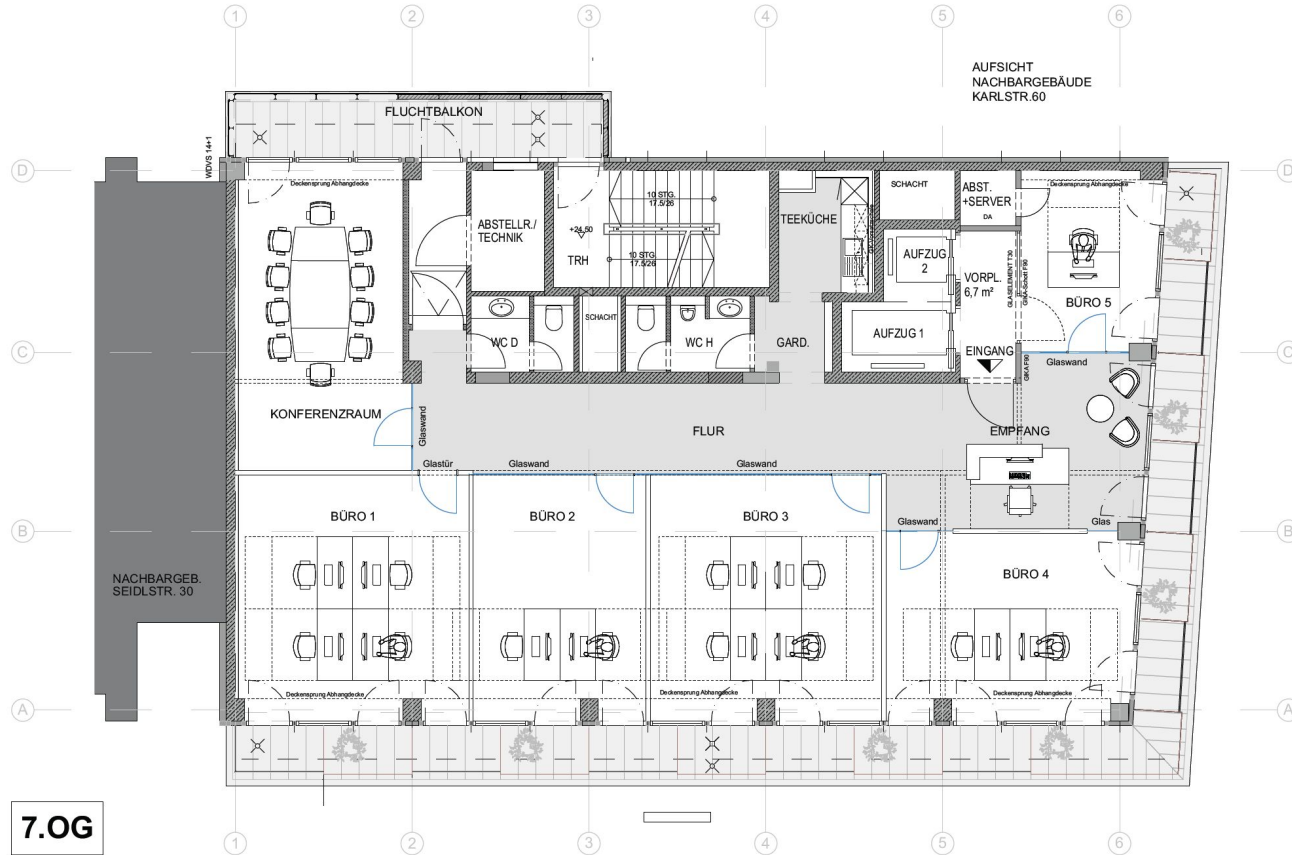 1
2
3
4
5
6
AUFSICHT
NACHBARGEBÄUDE
KARLSTR.60
FLUCHTBALKON
WDVS 14+1
D
D
Deckensprung Abhangdecke
ABSTELLR./
TECHNIK
10 STG.
17.5/26
+24,50
TRH
10 STG.
17.5/26
TEEKÜCHE
SCHACHT
ABST.
+SERVER
DA
Deckensprung Abhangdecke
AUFZUG
2
VORPL.
6,7 m²
GLASELEMENT T30
BÜRO 5
SCHACHT
WC D
WC H
GARD.
AUFZUG 1
EINGANG
GIKA F90
Glaswand
C
C
KONFERENZRAUM
Glaswand
FLUR
EMPFANG
Glastür
Glaswand
Glaswand
BÜRO 1
BÜRO 2
BÜRO 3
Glaswand
Glas
B
B
BÜRO 4
NACHBARGEB.
SEIDLSTR. 30
Deckensprung Abhangdecke
Deckensprung Abhangdecke
Deckensprung Abhangdecke
A
A
7.OG
1
2
3
4
5
6